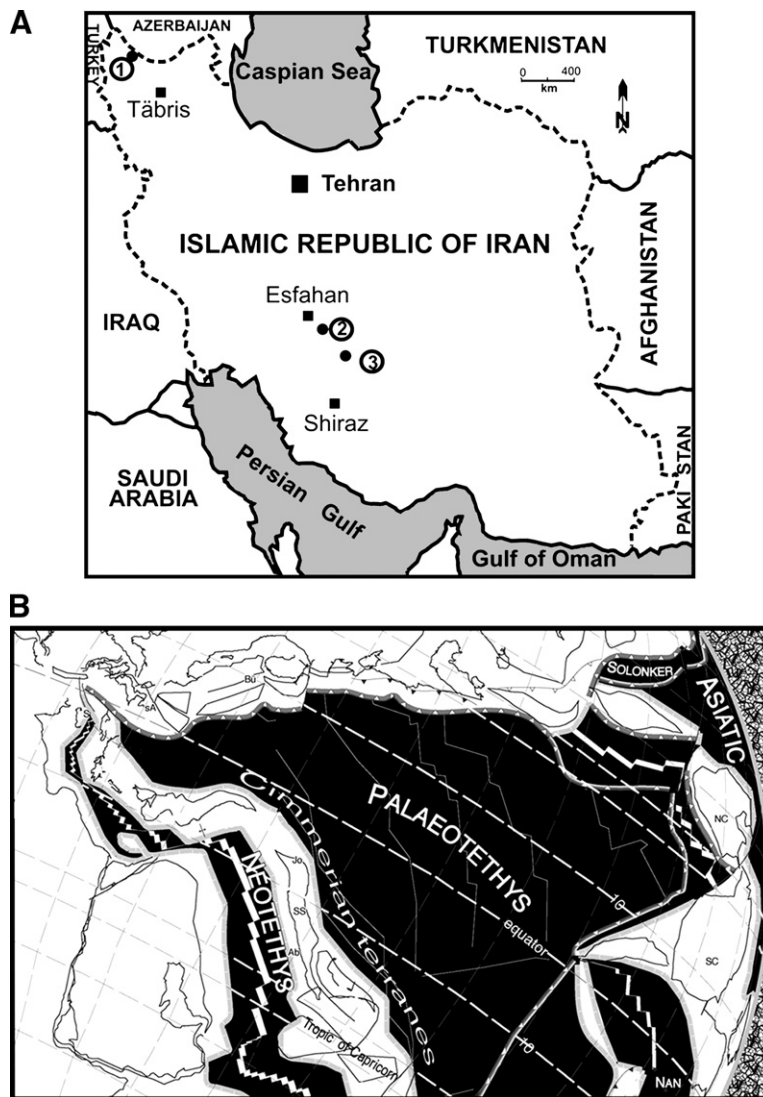 A
TURKEY
AZERBAIJAN
Caspian Sea
TURKMENISTAN
0 400
km
N
1
Täbris
Tehran
ISLAMIC REPUBLIC OF IRAN
AFGHANISTAN
Esfahan
2
IRAQ
3
Shiraz
SAUDI
ARABIA
Persian Gulf
PAKI STAN
Gulf of Oman
B
SOLONKER
ASIATIC
sA
Bu
S
PALAEOTETHYS
Cimmerian terranes
NEOTETHYS
NC
Jo
10
equator
SS
SC
Ab
Tropic of Capricorn
10
NAN